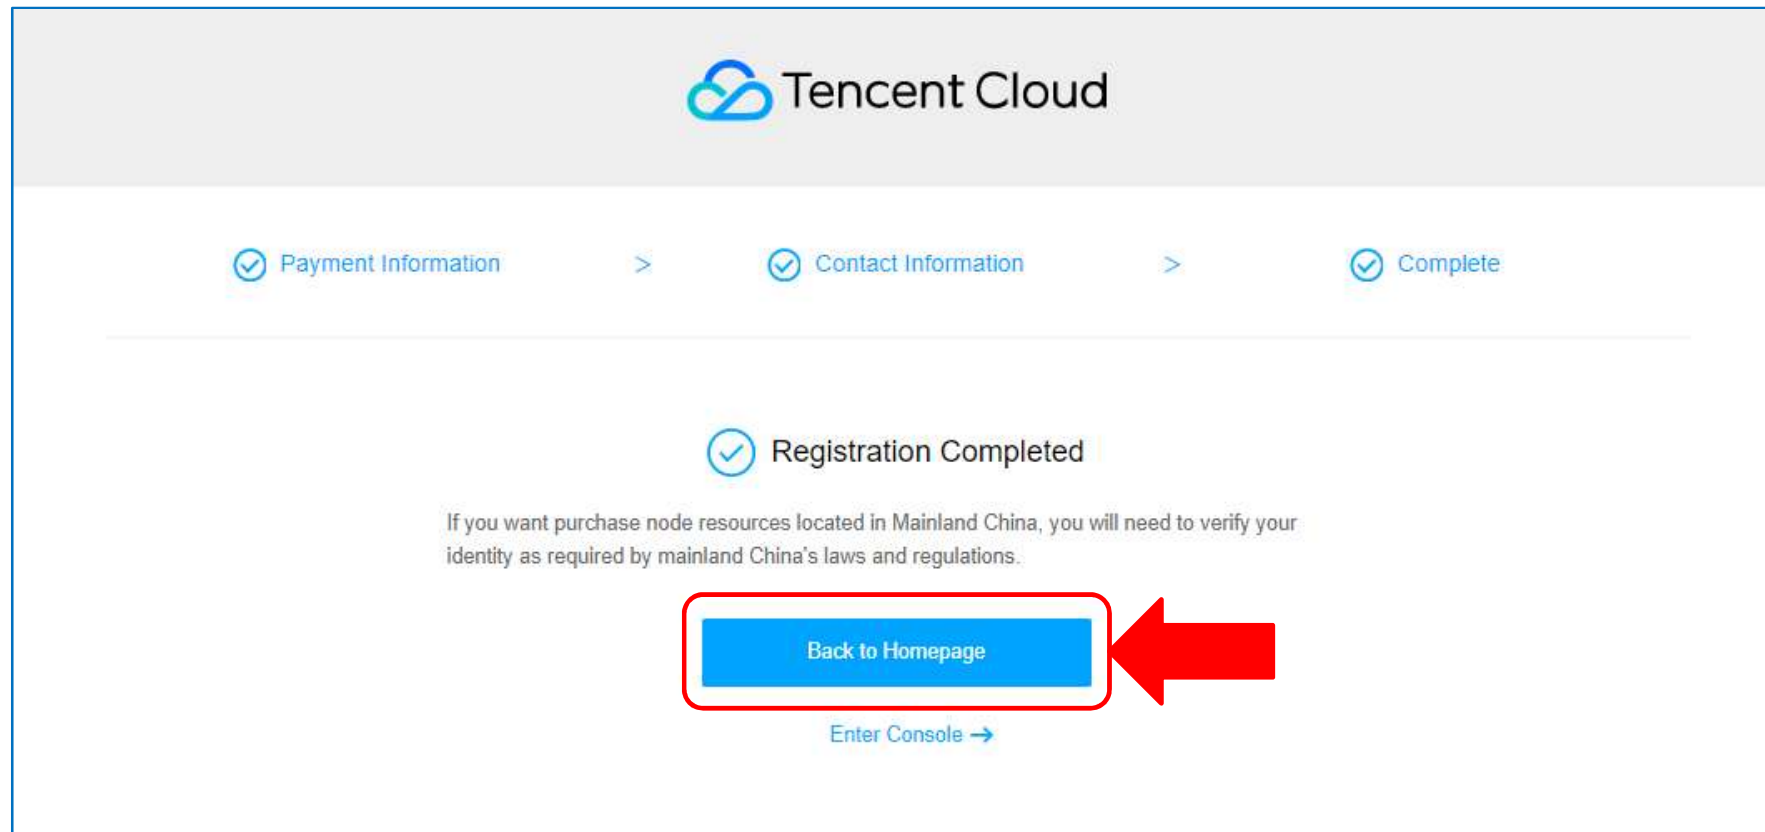 Tencent Cloud
Payment Information > Contact Information > Complete
Registration Completed
If you want purchase node resources located in Mainland China, you will need to verify your
identity as required by mainland China's laws and regulations.
Back to Homepage
Enter Console →